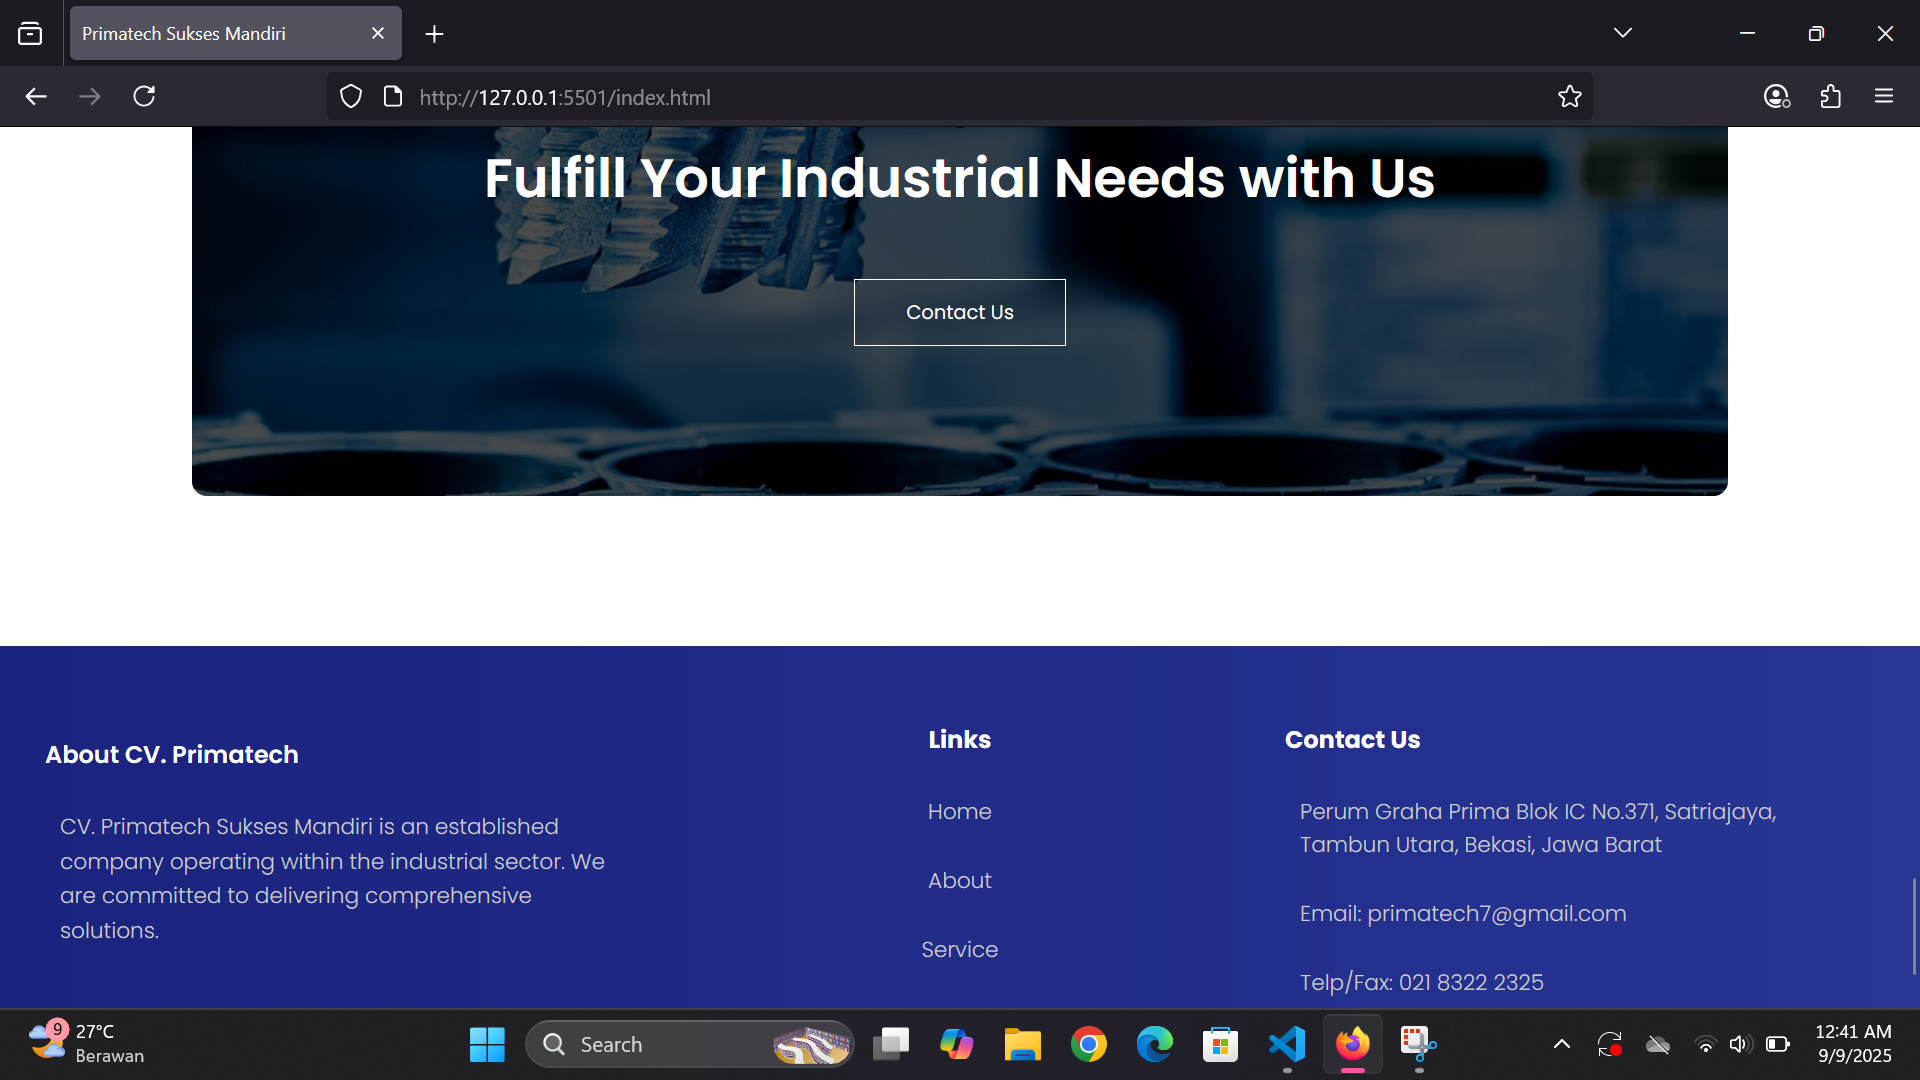 Primatech Sukses Mandiri
http://127.0.0.1:5501/index.html
Fulfill Your Industrial Needs with Us
Contact Us
About CV. Primatech
CV. Primatech Sukses Mandiri is an established
company operating within the industrial sector. We
are committed to delivering comprehensive
solutions.
Links
Home
About
Service
Contact Us
Perum Graha Prima Blok IC No.371, Satriajaya,
Tambun Utara, Bekasi, Jawa Barat
Email: primatech7@gmail.com
Telp/Fax: 021 8322 2325
9
27°C
Berawan
Search
12:41 AM
9/9/2025